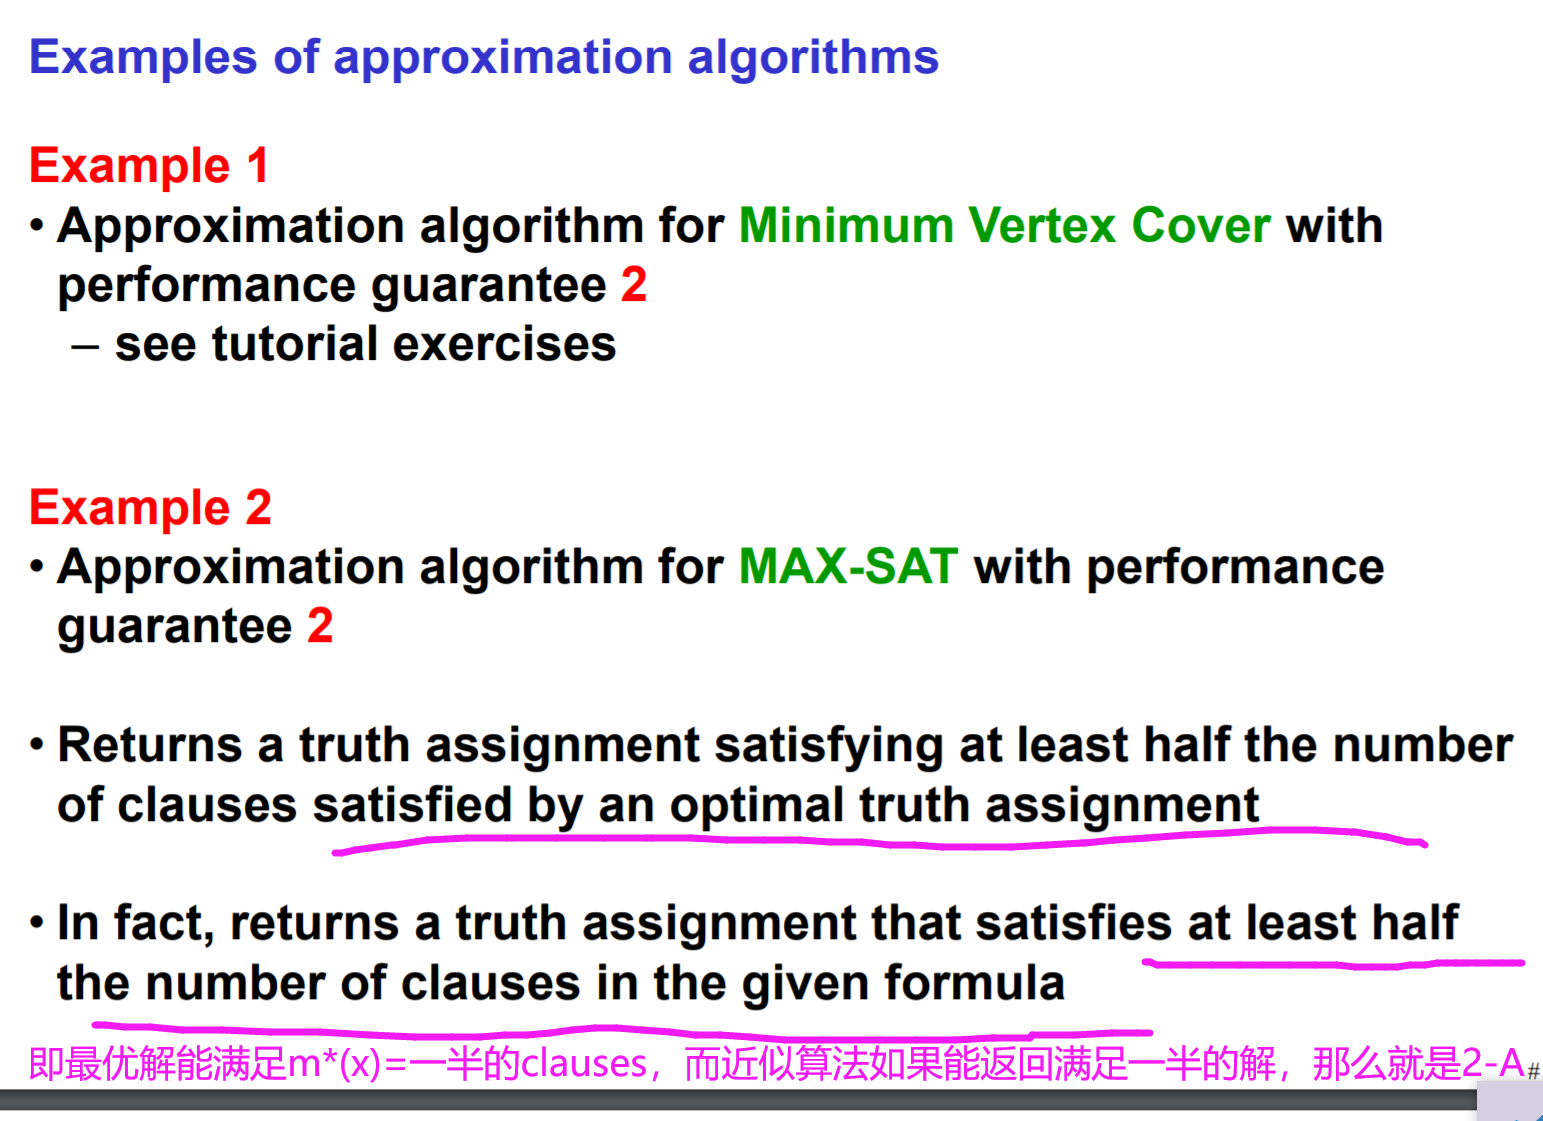 Examples of approximation algorithms
Example 1
• Approximation algorithm for Minimum Vertex Cover with
performance guarantee 2
– see tutorial exercises
Example 2
• Approximation algorithm for MAX-SAT with performance
guarantee 2
• Returns a truth assignment satisfying at least half the number
of clauses satisfied by an optimal truth assignment
• In fact, returns a truth assignment that satisfies at least half
the number of clauses in the given formula
即最优解能满足m*(x)=一半的clauses，而近似算法如果能返回满足一半的解，那么就是2-A
#